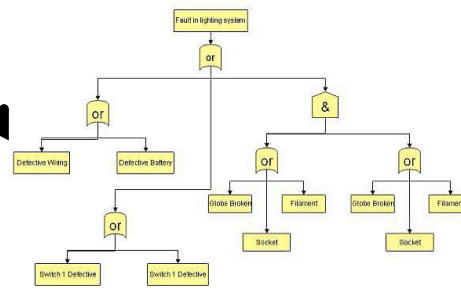 Fault in lighting system
or
or
&
Defective Wiring
Defective Battery
or
or
Globe Broken
Filament
Globe Broken
Filamen
or
Socket
Socket
Switch 1 Defective
Switch 1 Defective